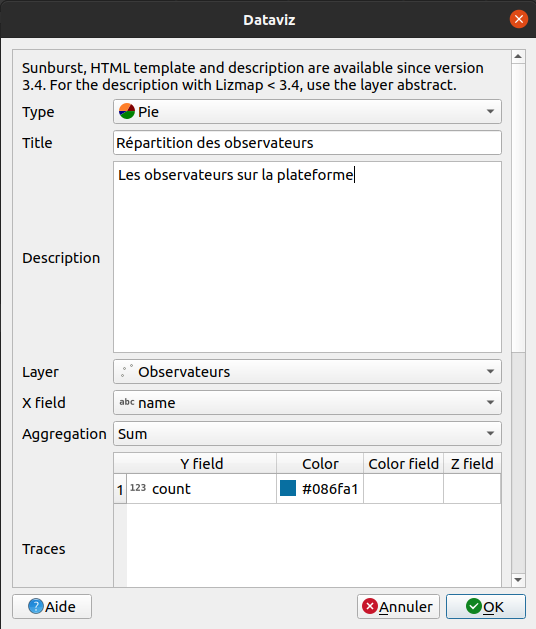 Dataviz
Sunburst, HTML template and description are available since version
3.4. For the description with Lizmap < 3.4, use the layer abstract.
Type Pie
Title Répartition des observateurs
Description Les observateurs sur la plateforme
Layer Observateurs
X field abc name
Aggregation Sum
Traces
Y field Color Color field Z field
1 123 count #086fa1
Aide Annuler OK